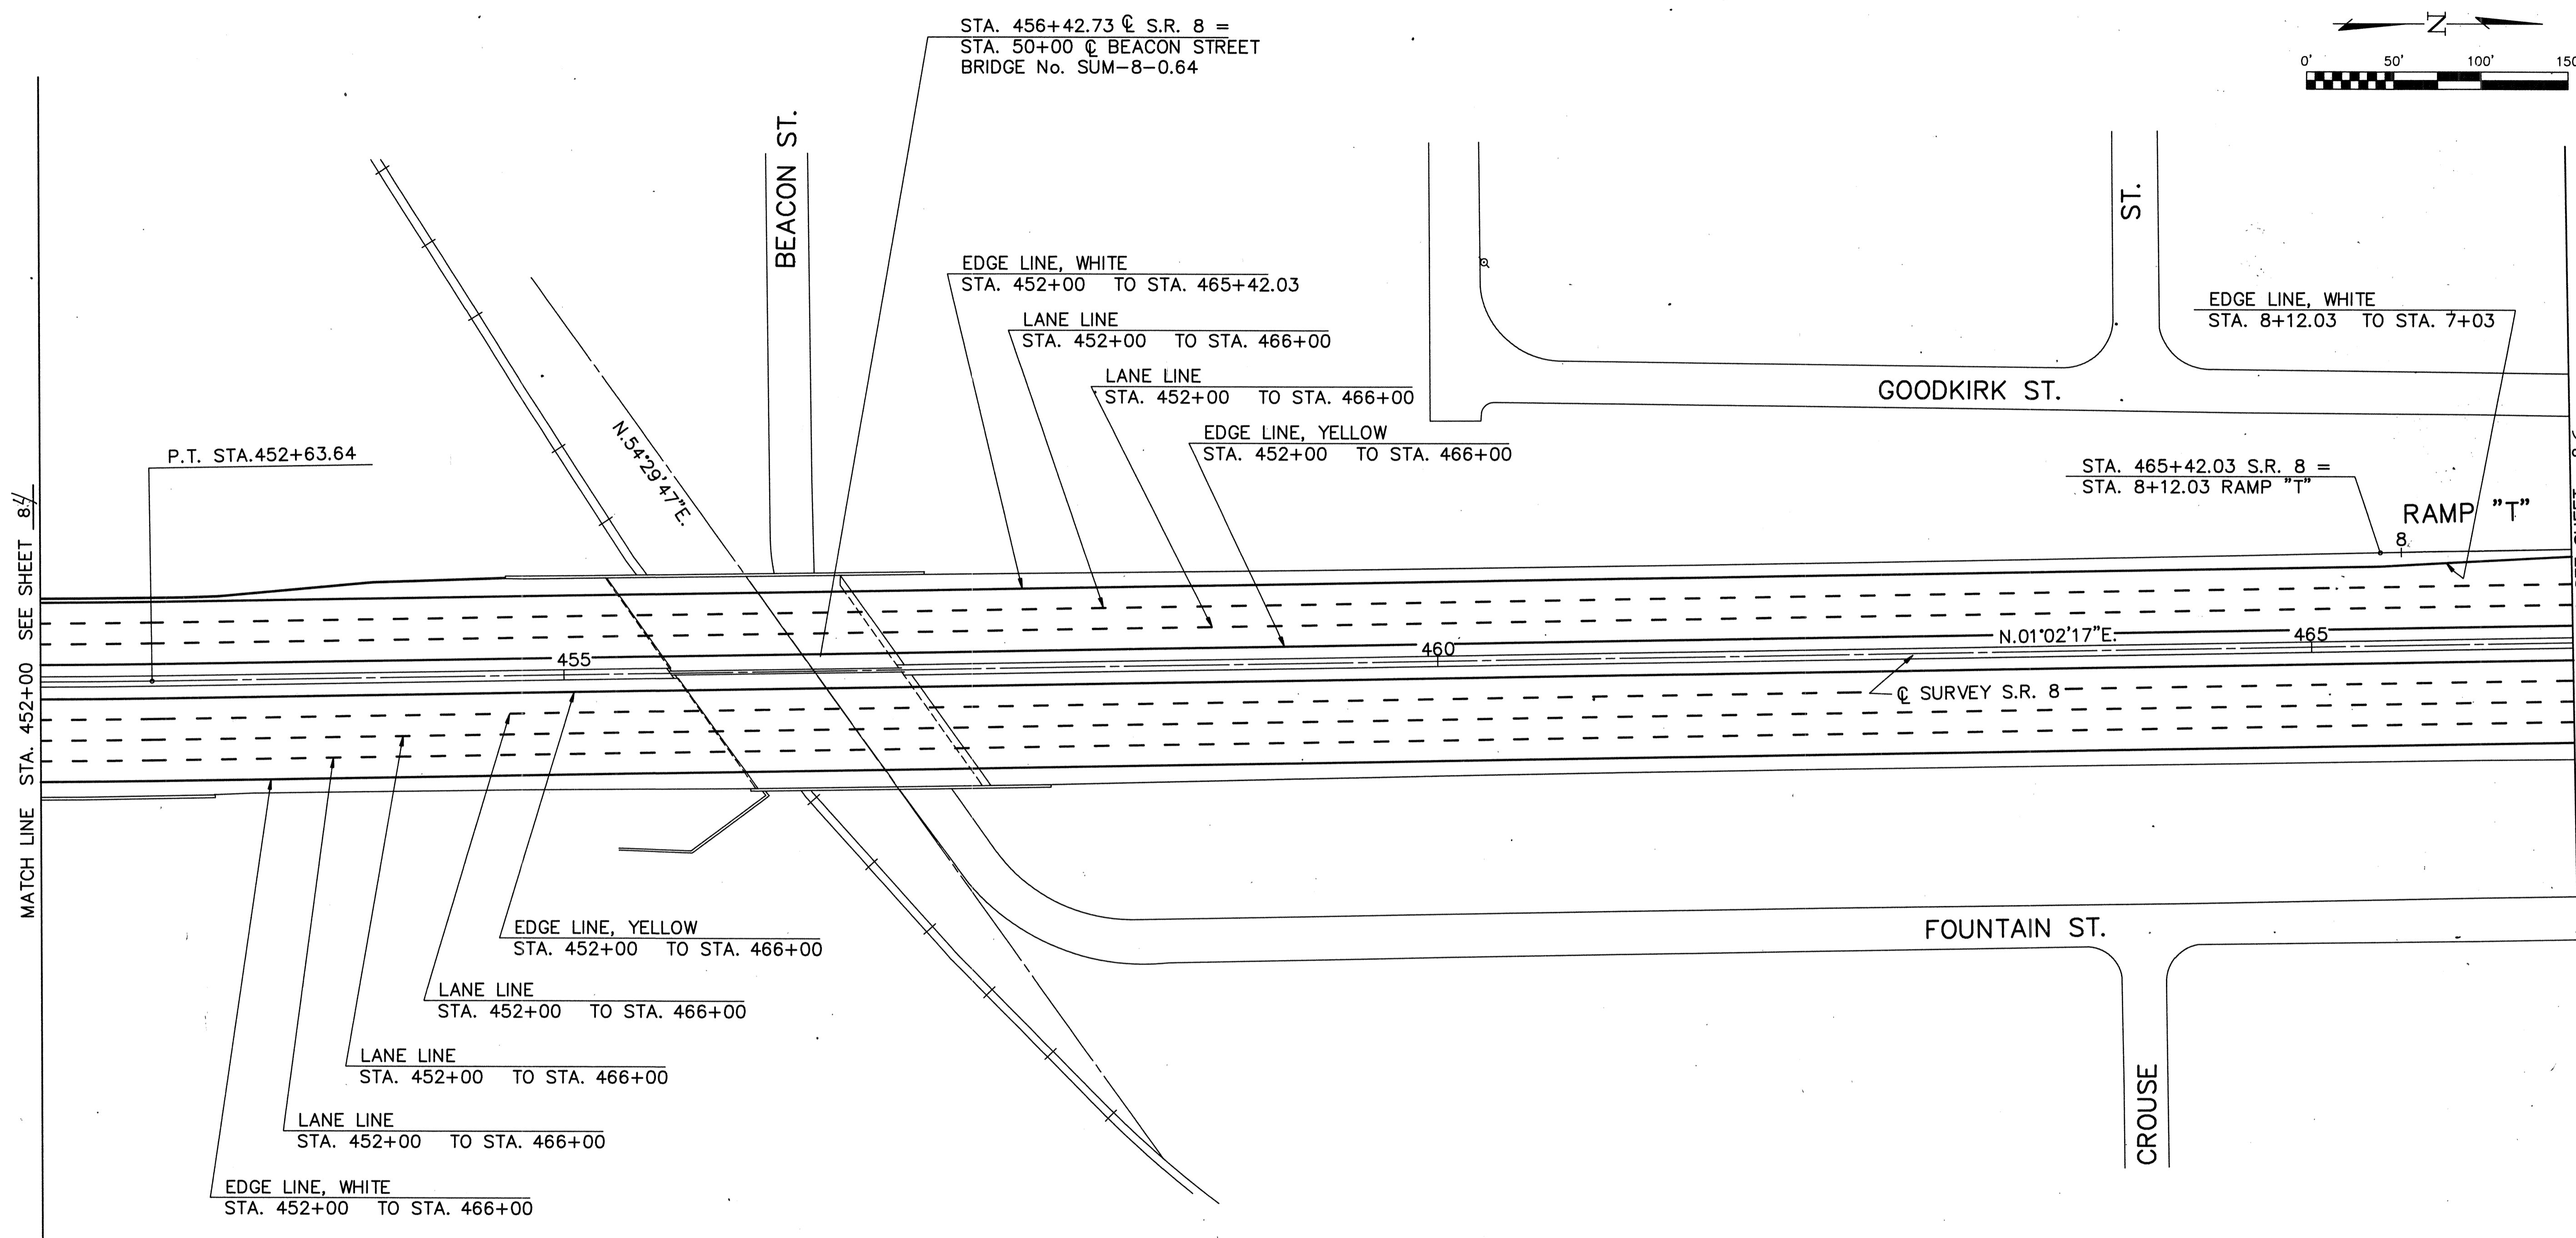 STA. 456+42.73 ℄ S.R. 8 =
STA. 50+00 ℄ BEACON STREET
BRIDGE No. SUM-8-0.64
N
0' 50' 100' 150
BEACON ST.
ST.
EDGE LINE, WHITE
STA. 452+00 TO STA. 465+42.03
LANE LINE
STA. 452+00 TO STA. 466+00
LANE LINE
STA. 452+00 TO STA. 466+00
EDGE LINE, YELLOW
STA. 452+00 TO STA. 466+00
EDGE LINE, WHITE
STA. 8+12.03 TO STA. 7+03
GOODKIRK ST.
N.54°29'47"E.
P.T. STA.452+63.64
STA. 465+42.03 S.R. 8 =
STA. 8+12.03 RAMP "T"
RAMP "T"
8
MATCH LINE STA. 452+00 SEE SHEET 84
455
460
N.01°02'17"E.
465
℄ SURVEY S.R. 8
EDGE LINE, YELLOW
STA. 452+00 TO STA. 466+00
LANE LINE
STA. 452+00 TO STA. 466+00
LANE LINE
STA. 452+00 TO STA. 466+00
LANE LINE
STA. 452+00 TO STA. 466+00
EDGE LINE, WHITE
STA. 452+00 TO STA. 466+00
FOUNTAIN ST.
CROUSE